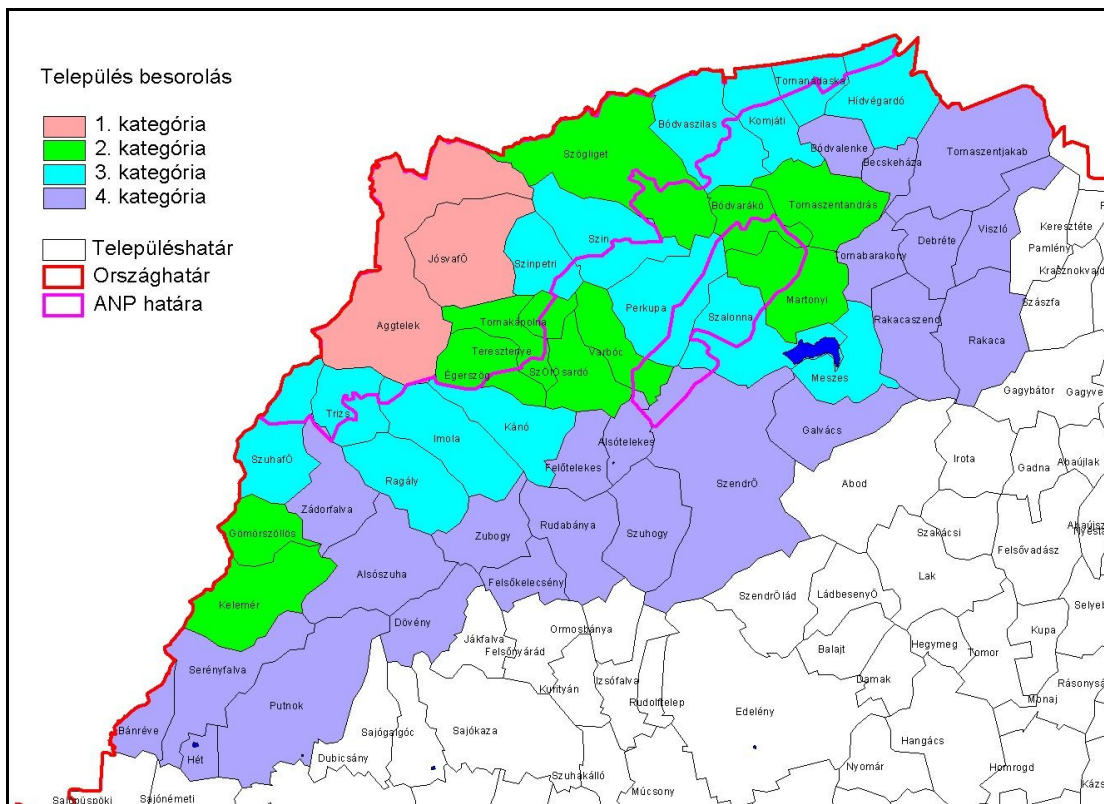 Település besorolás
1. kategória
2. kategória
3. kategória
4. kategória
Településhatár
Országhatár
ANP határa
Tornanádaska
Hídvégardó
Bódvaszilas
Komjáti
Bódvalenke
Becskeháza
Tornaszentjakab
Szögliget
Bódvarákó
Tornaszentandrás
Keresztéte
Viszló
Debréte
Pamlény
Szin
Jósvafő
Szinpetri
Tornabarakony
Martonyi
Szászfa
Perkupa
Szalonna
Rakacaszend
Aggtelek
Tornakápolna
Rakaca
Teresztenye
Varbóc
Égerszög
Meszes
Gagybátor
Trizs
Kánó
Imola
Galvács
Alsótelekes
Szuhafő
Felőtelekes
Irota
Gadna
Abaújlak
Ragály
SzendrŐ
Abod
Zádorfalva
Rudabánya
Gömörszőllős
Zubogy
Szuhogy
Szakácsi
Felsővadász
Alsószuha
Felsőkelecsény
Lak
Kelemér
SzendrŐlád
LádbesenyŐ
Dövény
Ormosbánya
Jákfalva
Felsőnyárád
Kupa
Balajt
Hegymeg
Tomor
Serényfalva
Kurityán
Izsófalva
Damak
Rudolftelep
Monaj
Putnok
Bánréve
Sajógalgóc
Sajókaza
Edelény
Hangács
Hét
Dubicsány
Nyomár
Homrogd
Szuhakálló
Múcsony
Sajópüspöki
Sajónémeti